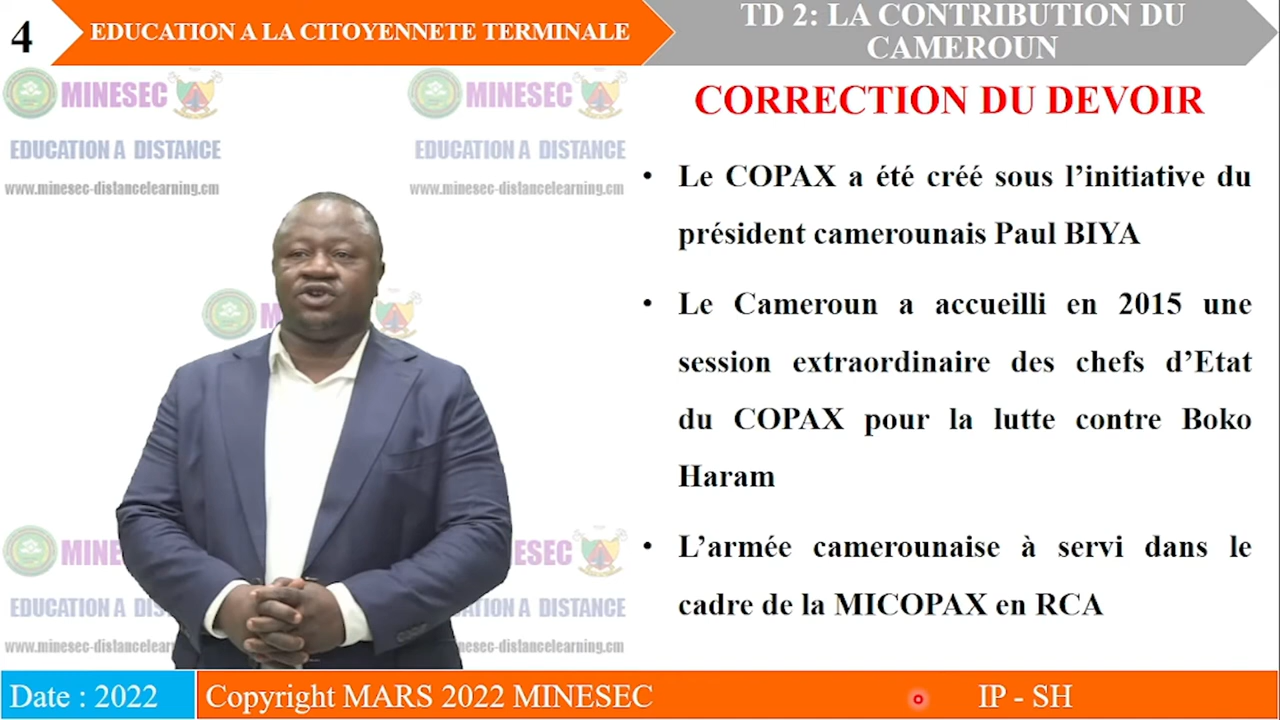 4
EDUCATION A LA CITOYENNETE TERMINALE
TD 2: LA CONTRIBUTION DU
CAMEROUN
MINESEC
EDUCATION A DISTANCE
www.minesec-distancelearning.cm
MINESEC
EDUCATION A DISTANCE
www.minesec-distancelearning.cm
CORRECTION DU DEVOIR
• Le COPAX a été créé sous l’initiative du
président camerounais Paul BIYA
• Le Cameroun a accueilli en 2015 une
session extraordinaire des chefs d’Etat
du COPAX pour la lutte contre Boko
Haram
• L’armée camerounaise à servi dans le
cadre de la MICOPAX en RCA
Date : 2022
Copyright MARS 2022 MINESEC
IP - SH